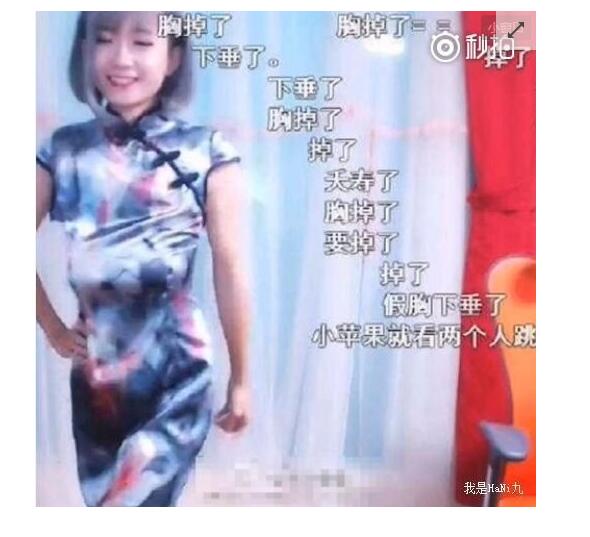 胸掉了
胸掉了= =
秒拍
掉了
下垂了。
下垂了
胸掉了
掉了
夭寿了
胸掉了
要掉了
掉了
假胸下垂了
小苹果就看两个人跳
我是HaNi九